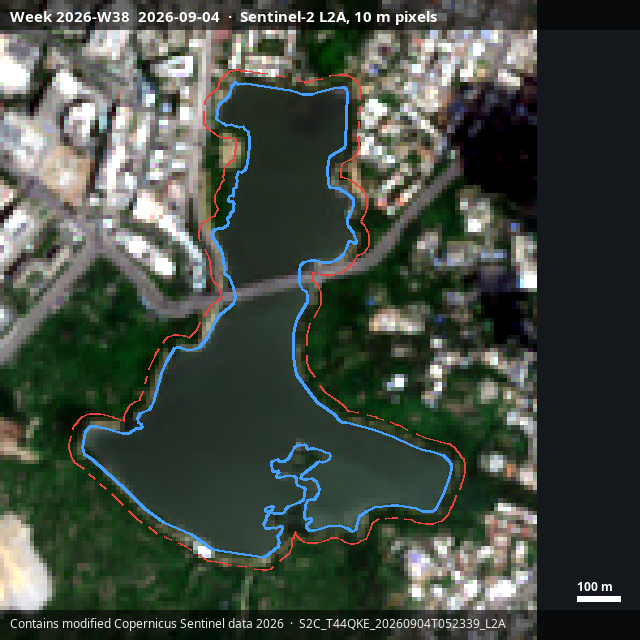 Week 2026-W38  2026-09-04  ·  Sentinel-2 L2A, 10 m pixels
100 m
Contains modified Copernicus Sentinel data 2026  ·  S2C_T44QKE_20260904T052339_L2A